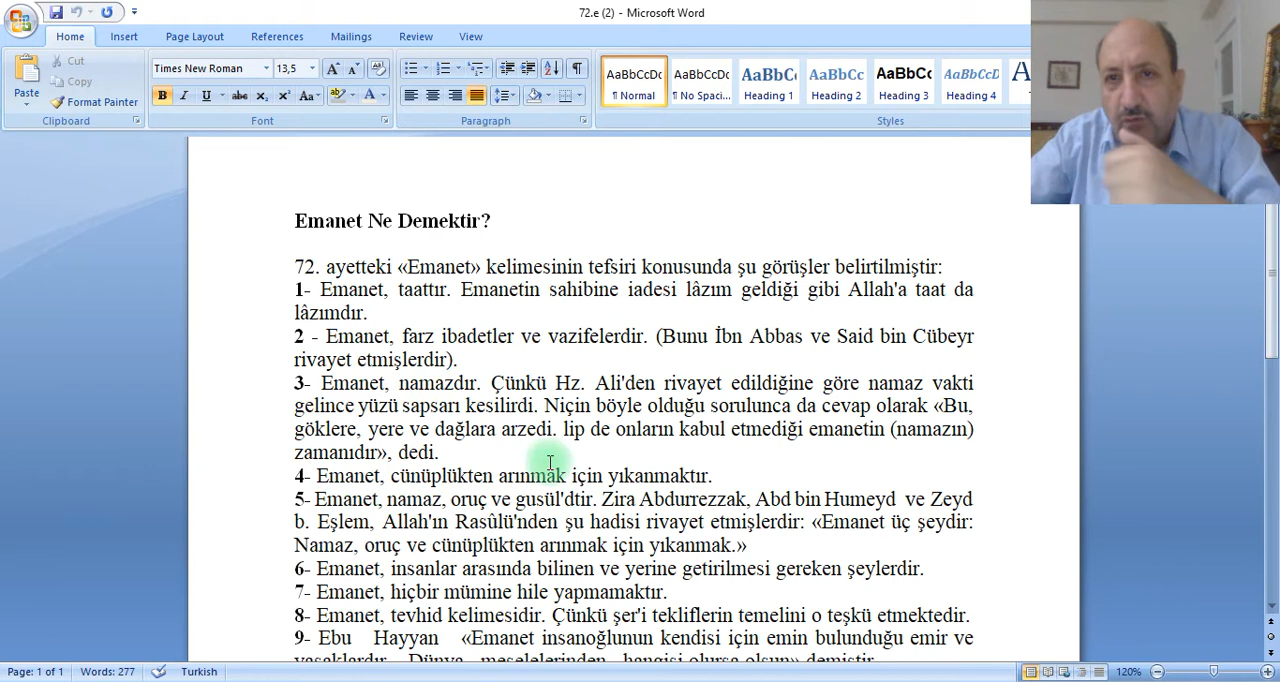 72.e (2) - Microsoft Word
Home Insert Page Layout References Mailings Review View
Cut
Copy
Format Painter
Paste
Clipboard
Times New Roman 13,5
Font
Paragraph
AaBbCcDc AaBbCcDc AaBbC AaBbCc AaBbCc AaBbCcD
¶ Normal ¶ No Spaci... Heading 1 Heading 2 Heading 3 Heading 4
Styles
Emanet Ne Demektir?
72. ayetteki «Emanet» kelimesinin tefsiri konusunda şu görüşler belirtilmiştir:
1- Emanet, taattır. Emanetin sahibine iadesi lâzım geldiği gibi Allah'a taat da
lâzımdır.
2 - Emanet, farz ibadetler ve vazifelerdir. (Bunu İbn Abbas ve Said bin Cübeyr
rivayet etmişlerdir).
3- Emanet, namazdır. Çünkü Hz. Ali'den rivayet edildiğine göre namaz vakti
gelince yüzü sapsarı kesilirdi. Niçin böyle olduğu sorulunca da cevap olarak «Bu,
göklere, yere ve dağlara arzedi. lip de onların kabul etmediği emanetin (namazın)
zamanıdır», dedi.
4- Emanet, cünüplükten arınmak için yıkanmaktır.
5- Emanet, namaz, oruç ve gusül'dtir. Zira Abdurrezzak, Abd bin Humeyd ve Zeyd
b. Eşlem, Allah'ın Rasûlü'nden şu hadisi rivayet etmişlerdir: «Emanet üç şeydir:
Namaz, oruç ve cünüplükten arınmak için yıkanmak.»
6- Emanet, insanlar arasında bilinen ve yerine getirilmesi gereken şeylerdir.
7- Emanet, hiçbir mümine hile yapmamaktır.
8- Emanet, tevhid kelimesidir. Çünkü şer'i tekliflerin temelini o teşkü etmektedir.
9- Ebu Hayyan «Emanet insanoğlunun kendisi için emin bulunduğu emir ve
yasaklardır. Dünya meselelerinden hangisi olursa olsun» demiştir.
Page: 1 of 1 Words: 277 Turkish 120%